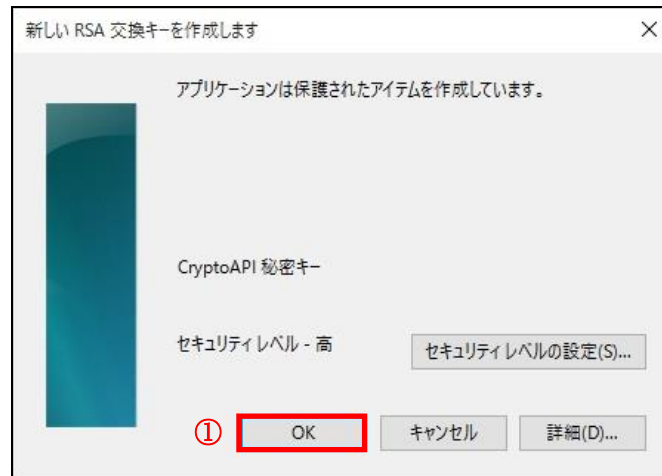 新しい RSA 交換キーを作成します
アプリケーションは保護されたアイテムを作成しています。
CryptoAPI 秘密キー
セキュリティ レベル - 高
セキュリティ レベルの設定(S)...
① OK キャンセル 詳細(D)...